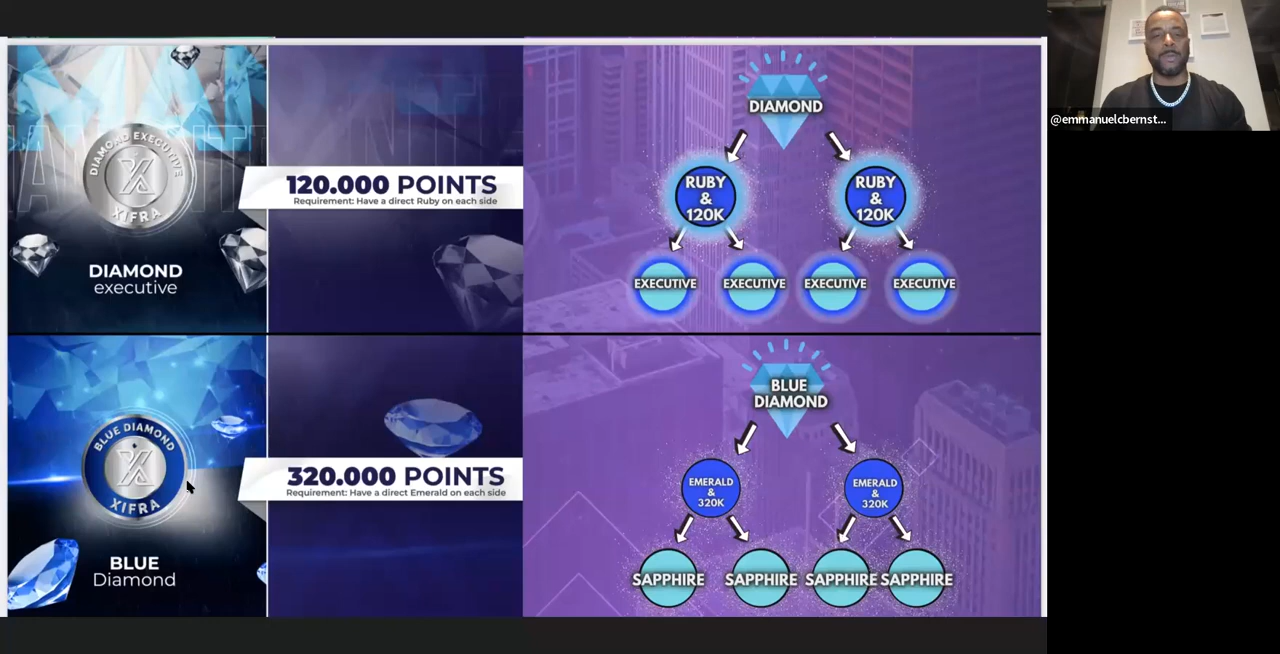 DIAMOND EXECUTIVE
XIFRA
DIAMOND
executive
120.000 POINTS
Requirement: Have a direct Ruby on each side
DIAMOND
RUBY
&
120K
RUBY
&
120K
EXECUTIVE
EXECUTIVE
EXECUTIVE
EXECUTIVE
@emmanuelcbernst...
BLUE DIAMOND
XIFRA
BLUE
Diamond
320.000 POINTS
Requirement: Have a direct Emerald on each side
BLUE
DIAMOND
EMERALD
&
320K
EMERALD
&
320K
SAPPHIRE
SAPPHIRE
SAPPHIRE
SAPPHIRE